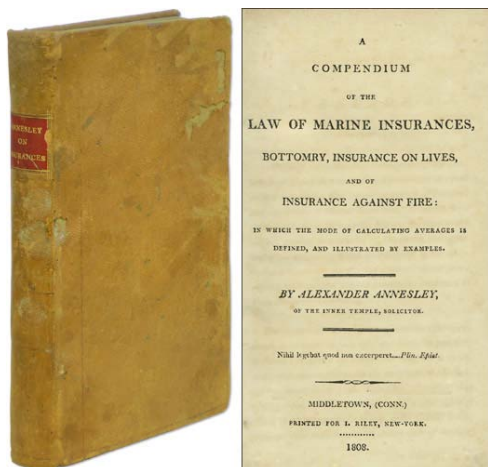 ANNESLEY
ON
INSURANCES
A
COMPENDIUM
OF THE
LAW OF MARINE INSURANCES,
BOTTOMRY, INSURANCE ON LIVES,
AND OF
INSURANCE AGAINST FIRE:
IN WHICH THE MODE OF CALCULATING AVERAGES IS
DEFINED, AND ILLUSTRATED BY EXAMPLES.
BY ALEXANDER ANNESLEY,
OF THE INNER TEMPLE, SOLICITOR.
Nihil legebat quod non excerperet....Plin. Epist.
MIDDLETOWN, (CONN.)
PRINTED FOR I. RILEY, NEW-YORK.
1808.